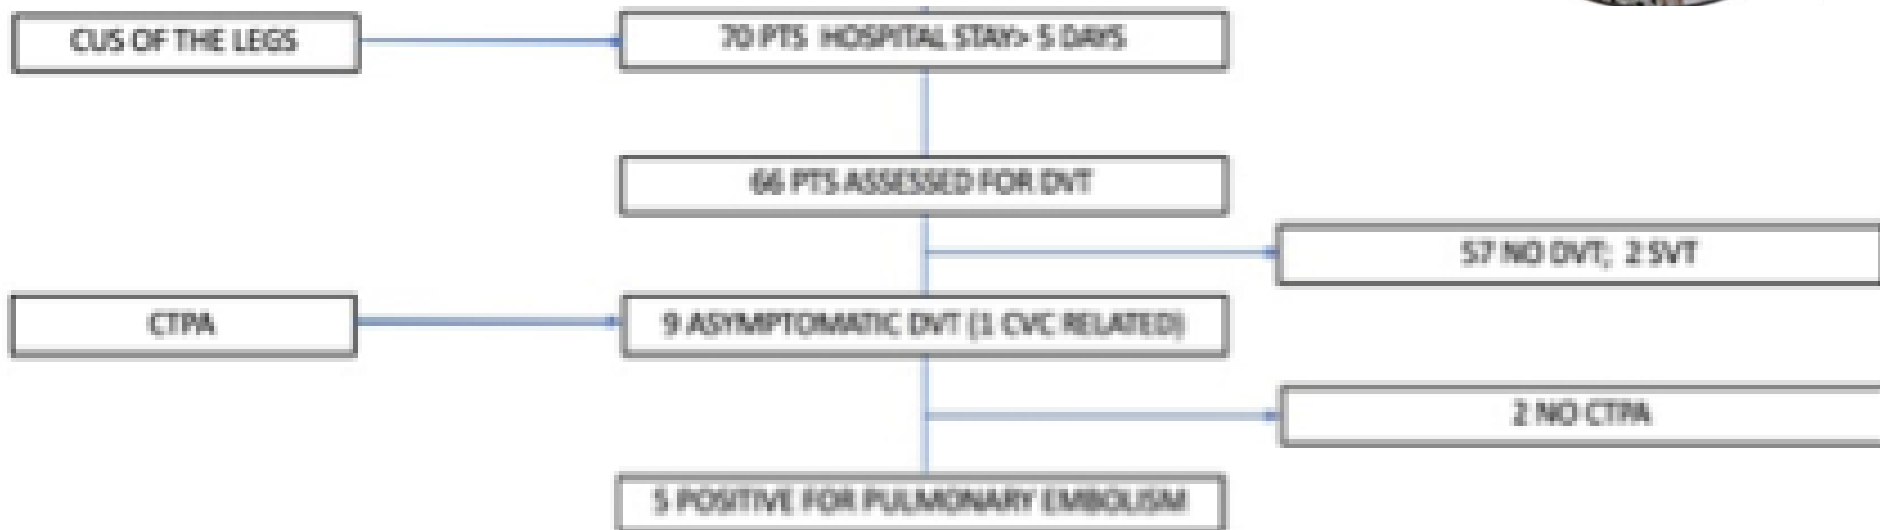 CUS OF THE LEGS
70 PTS HOSPITAL STAY> 5 DAYS
66 PTS ASSESSED FOR DVT
57 NO DVT; 2 SVT
CTPA
9 ASYMPTOMATIC DVT (1 CVC RELATED)
2 NO CTPA
5 POSITIVE FOR PULMONARY EMBOLISM